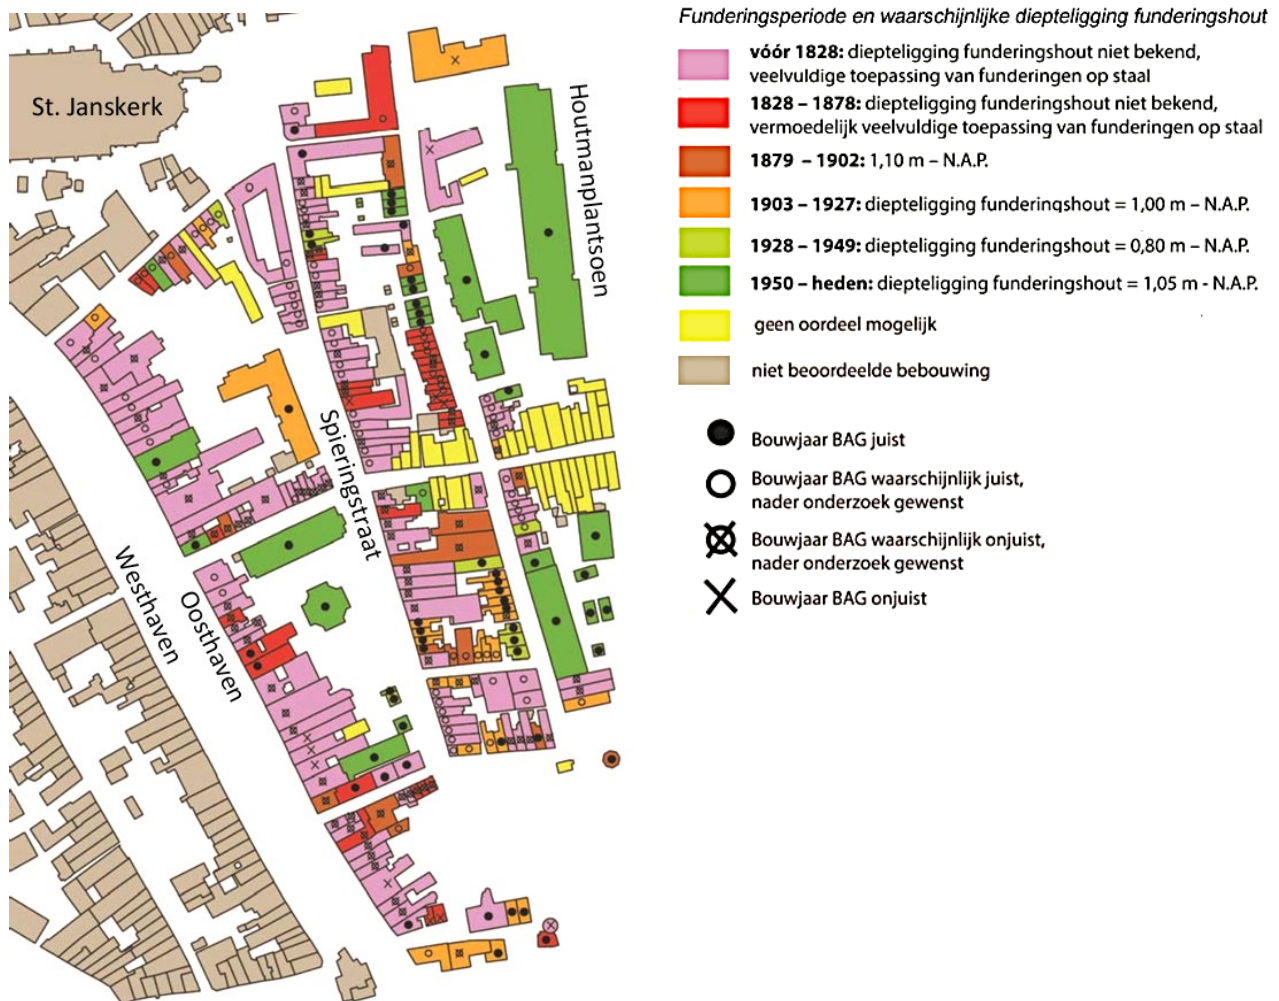 Funderingsperiode en waarschijnlijke diepteligging funderingshout
vóór 1828: diepteligging funderingshout niet bekend,
veelvuldige toepassing van funderingen op staal
1828 – 1878: diepteligging funderingshout niet bekend,
vermoedelijk veelvuldige toepassing van funderingen op staal
1879 – 1902: 1,10 m – N.A.P.
1903 – 1927: diepteligging funderingshout = 1,00 m – N.A.P.
1928 – 1949: diepteligging funderingshout = 0,80 m – N.A.P.
1950 – heden: diepteligging funderingshout = 1,05 m - N.A.P.
geen oordeel mogelijk
niet beoordeelde bebouwing
Bouwjaar BAG juist
Bouwjaar BAG waarschijnlijk juist,
nader onderzoek gewenst
Bouwjaar BAG waarschijnlijk onjuist,
nader onderzoek gewenst
Bouwjaar BAG onjuist
St. Janskerk
Houtmanplantsoen
Spieringstraat
Westhaven
Oosthaven